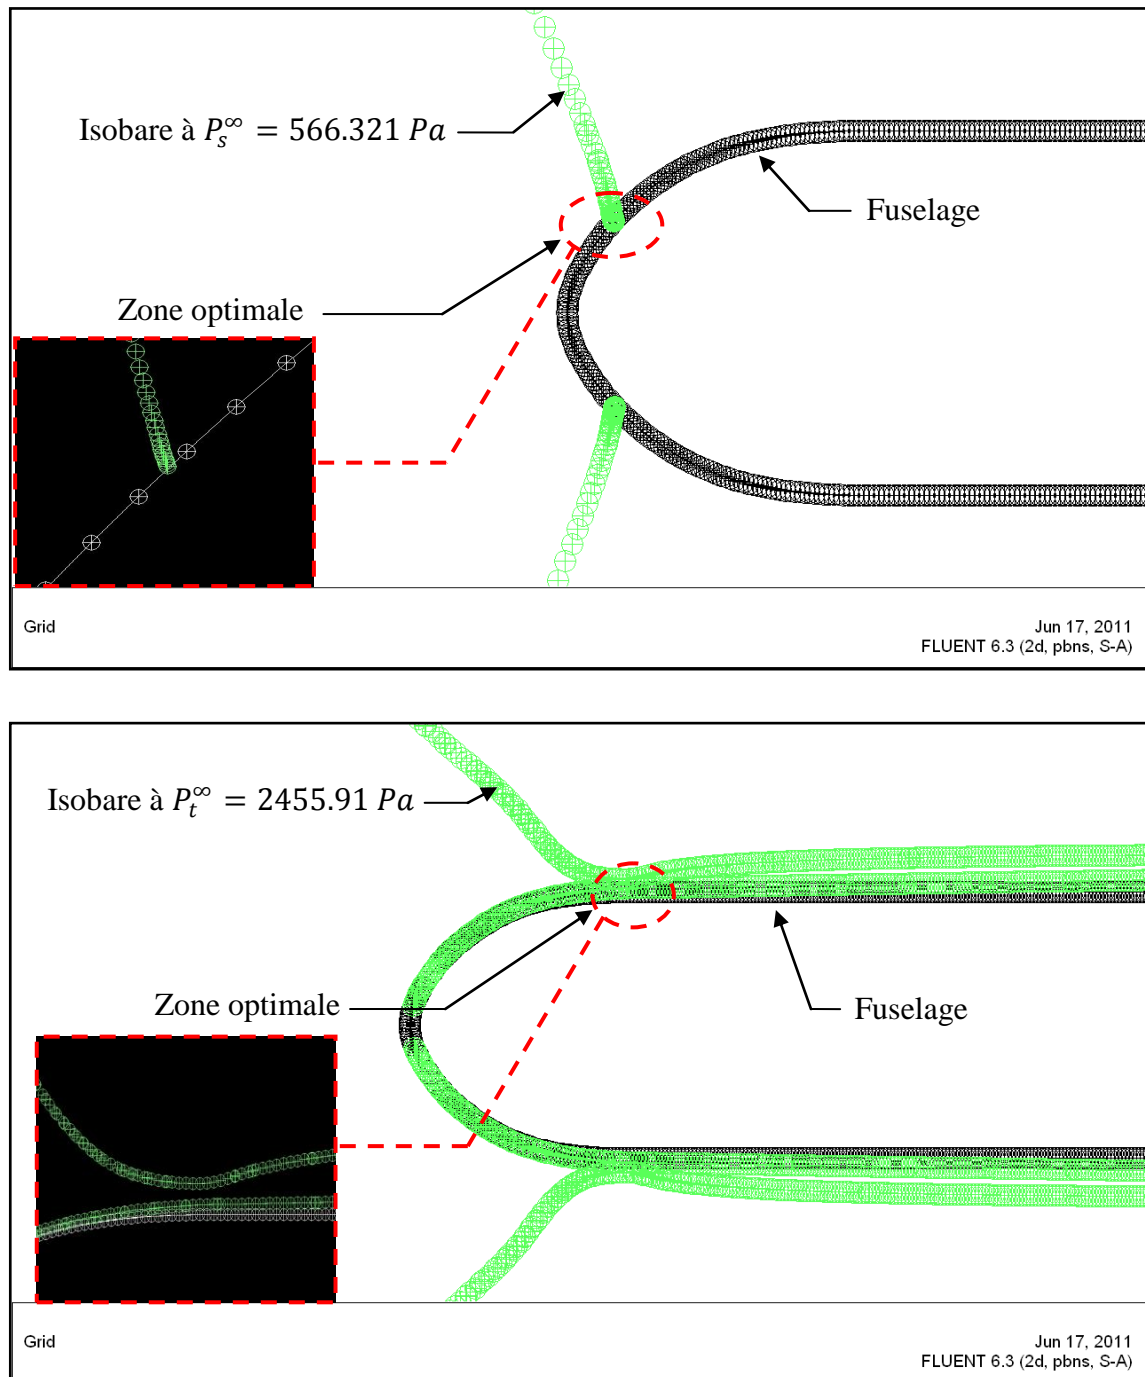 Isobare à $P_s^\infty = 566.321\ Pa$
Fuselage
Zone optimale
Grid
Jun 17, 2011
FLUENT 6.3 (2d, pbns, S-A)
Isobare à $P_t^\infty = 2455.91\ Pa$
Zone optimale
Fuselage
Grid
Jun 17, 2011
FLUENT 6.3 (2d, pbns, S-A)